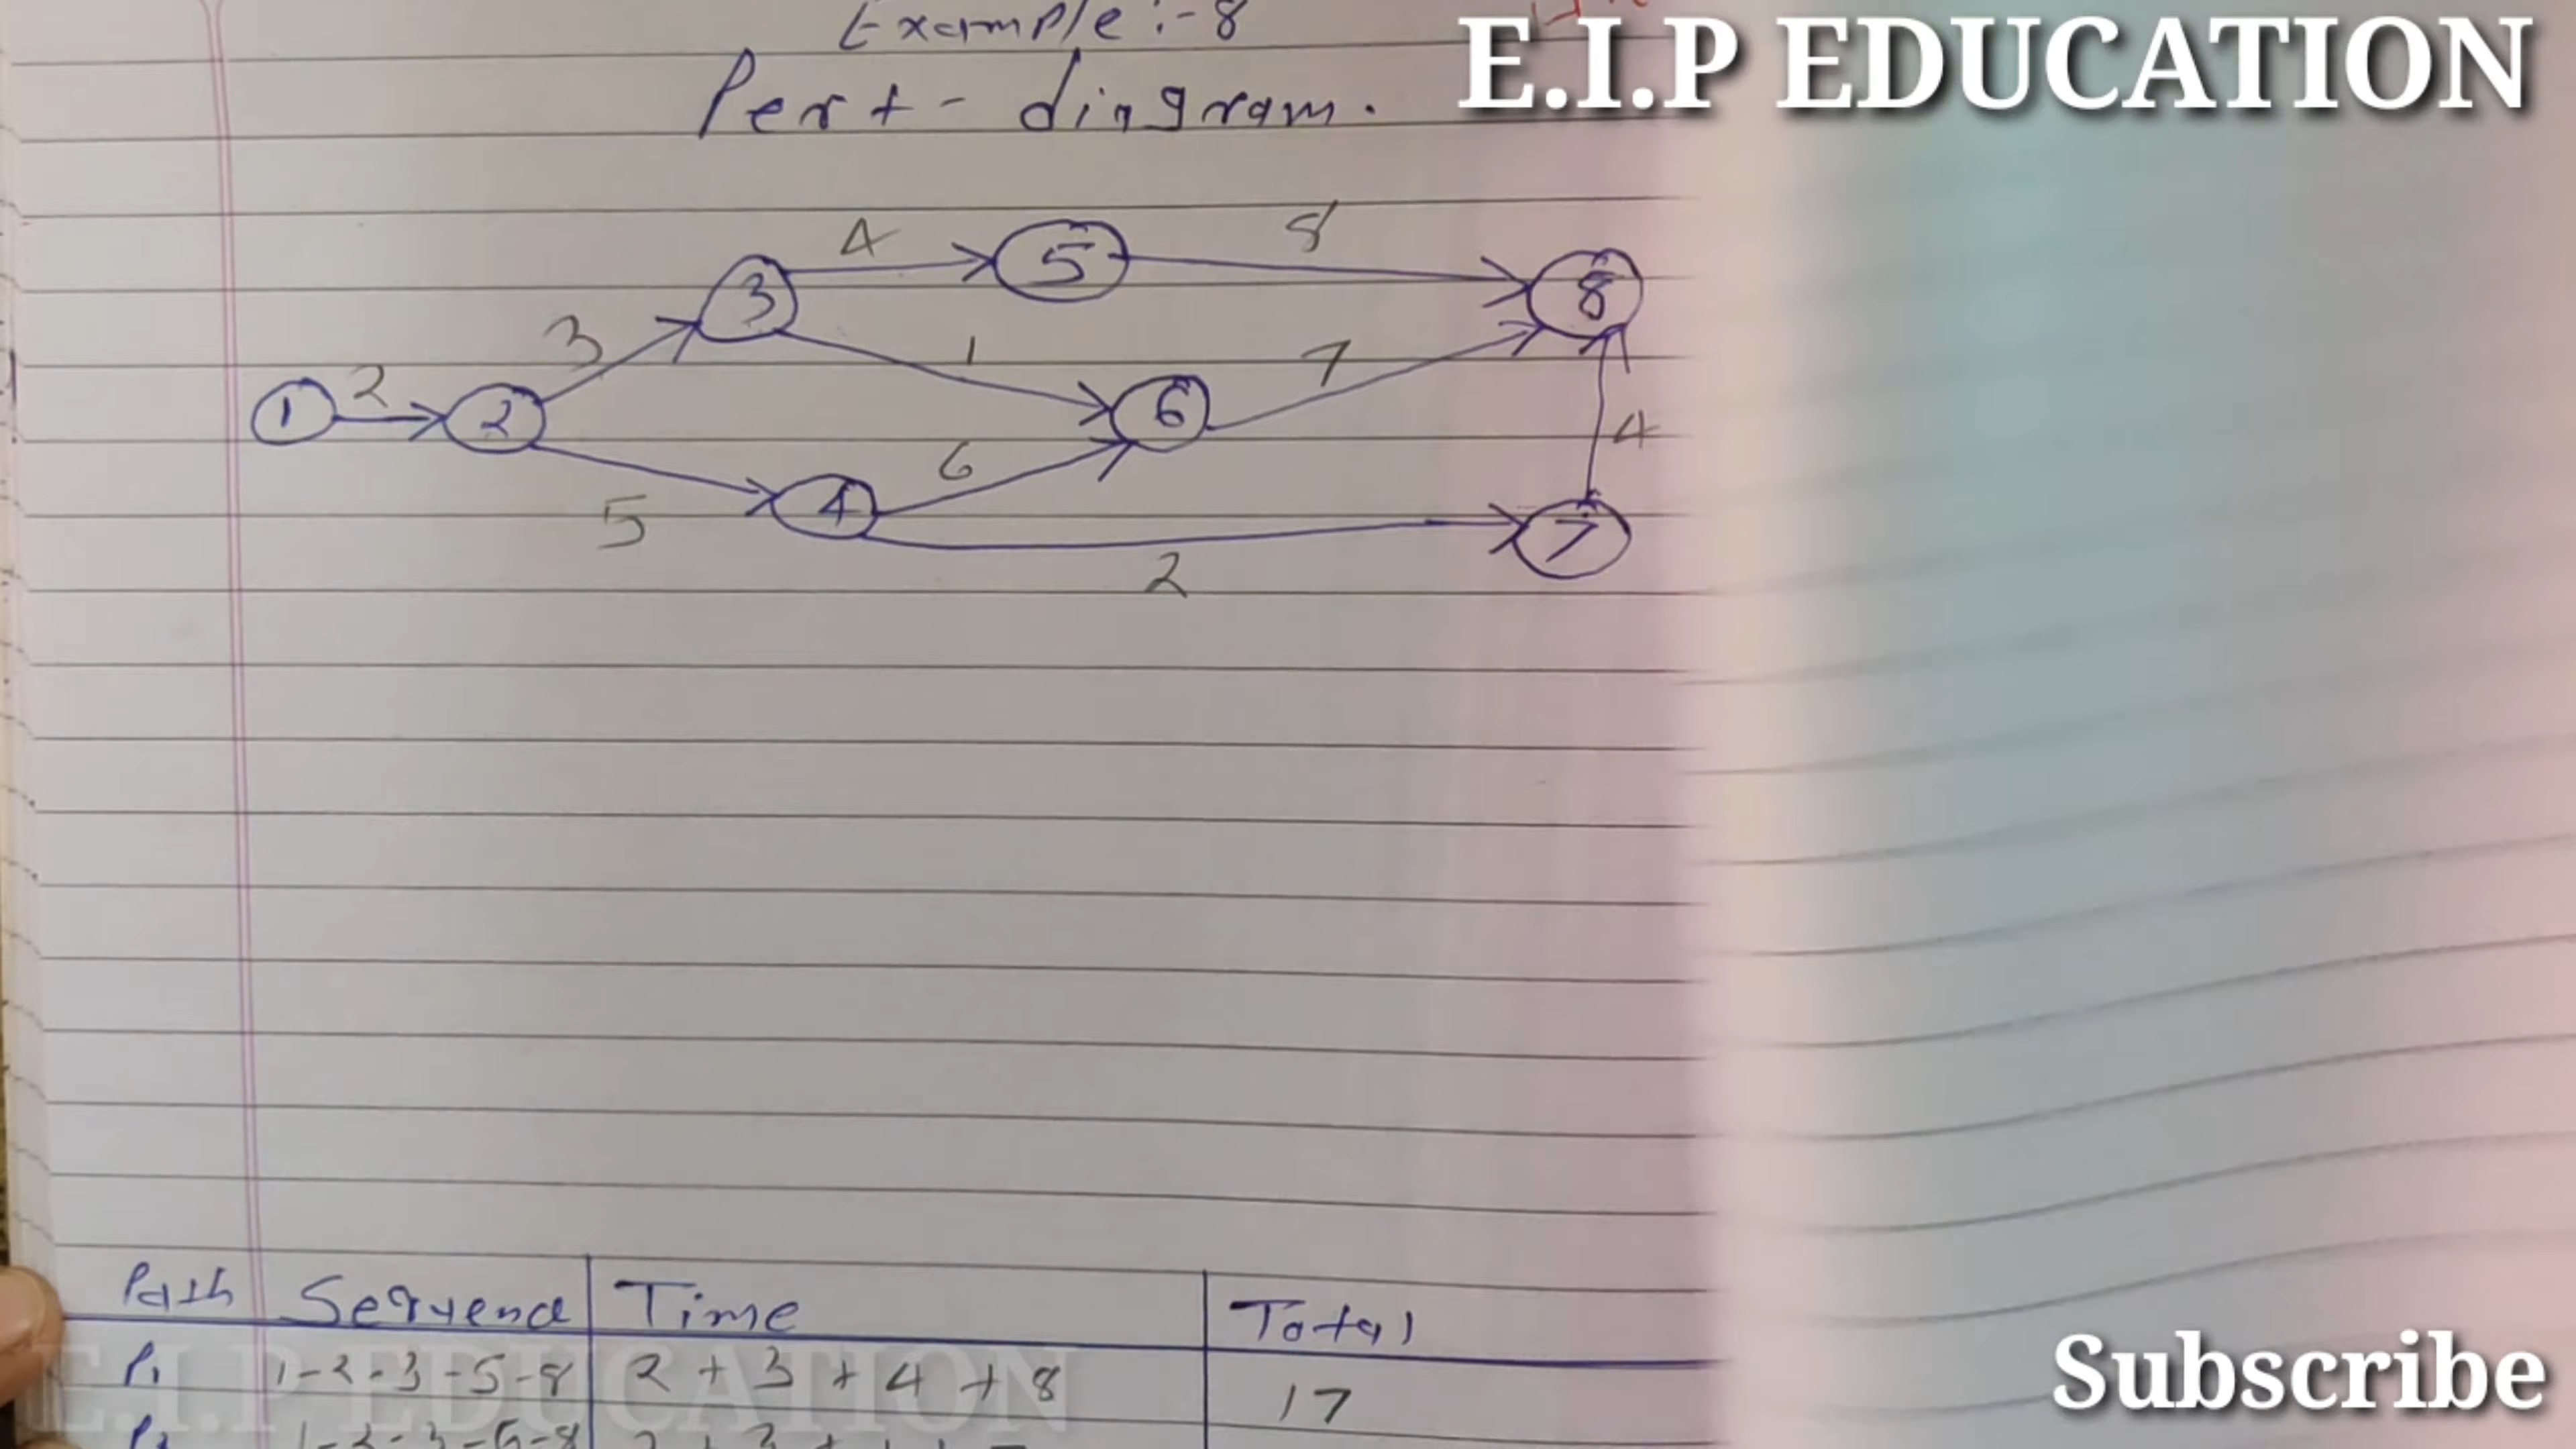 Example :- 8
E.I.P EDUCATION
Pert - diagram.
4
8
5
8
3
3
1
7
2
1
2
6
6
4
5
4
7
2
Path Sequence Time Total
P1 1-2-3-5-8 2 + 3 + 4 + 8 17
E.I.P EDUCATION
Subscribe